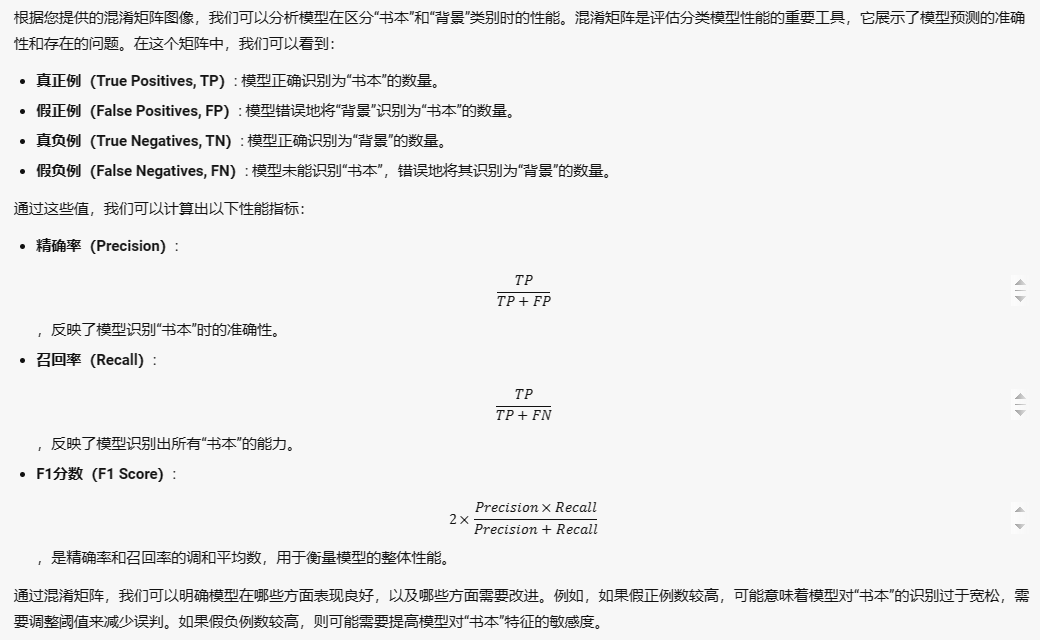 根据您提供的混淆矩阵图像，我们可以分析模型在区分“书本”和“背景”类别时的性能。混淆矩阵是评估分类模型性能的重要工具，它展示了模型预测的准确
性和存在的问题。在这个矩阵中，我们可以看到：
• 真正例（True Positives, TP）：模型正确识别为“书本”的数量。
• 假正例（False Positives, FP）：模型错误地将“背景”识别为“书本”的数量。
• 真负例（True Negatives, TN）：模型正确识别为“背景”的数量。
• 假负例（False Negatives, FN）：模型未能识别“书本”，错误地将其识别为“背景”的数量。
通过这些值，我们可以计算出以下性能指标：
• 精确率（Precision）：
TP
TP + FP
，反映了模型识别“书本”时的准确性。
• 召回率（Recall）：
TP
TP + FN
，反映了模型识别出所有“书本”的能力。
• F1分数（F1 Score）：
Precision × Recall
2 ×
Precision + Recall
，是精确率和召回率的调和平均数，用于衡量模型的整体性能。
通过混淆矩阵，我们可以明确模型在哪些方面表现良好，以及哪些方面需要改进。例如，如果假正例数较高，可能意味着模型对“书本”的识别过于宽松，需
要调整阈值来减少误判。如果假负例数较高，则可能需要提高模型对“书本”特征的敏感度。